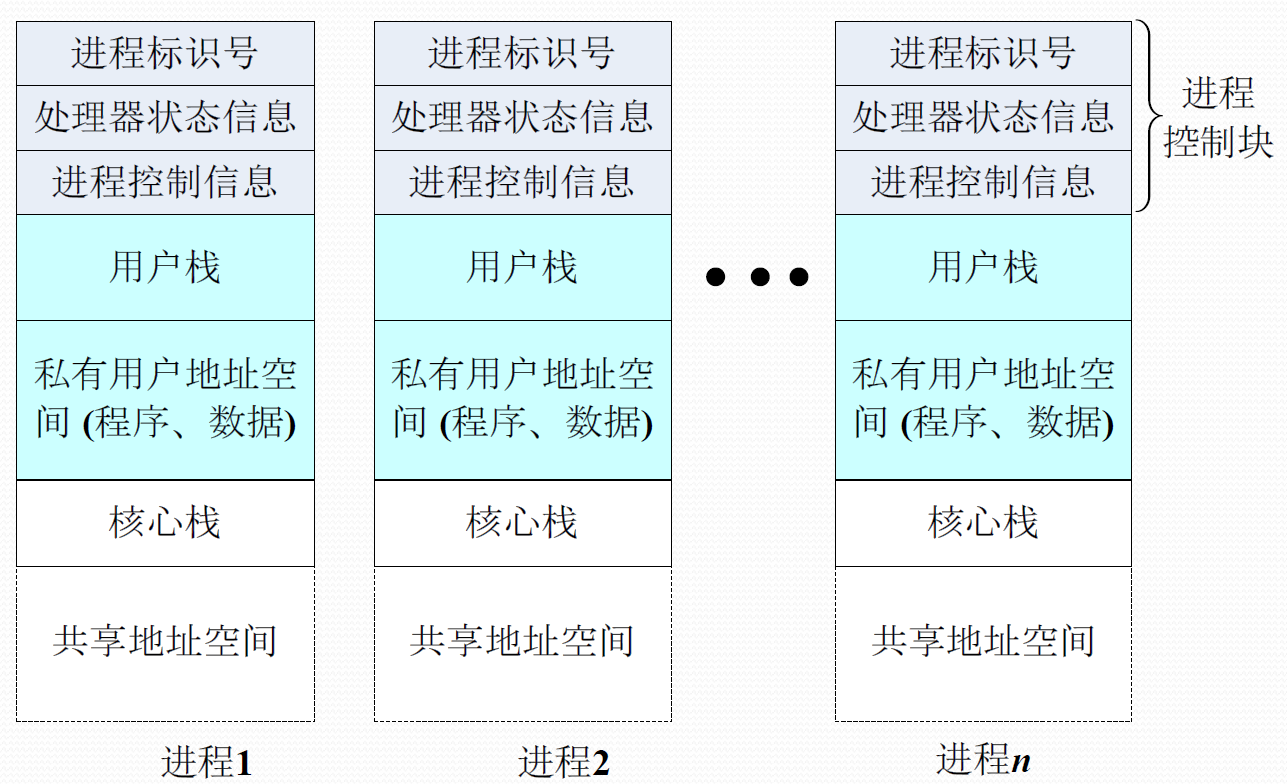 进程标识号
处理器状态信息
进程控制信息
用户栈
私有用户地址空
间 (程序、数据)
核心栈
共享地址空间
进程1
进程标识号
处理器状态信息
进程控制信息
用户栈
私有用户地址空
间 (程序、数据)
核心栈
共享地址空间
进程2
•••
进程标识号
处理器状态信息
进程控制信息
用户栈
私有用户地址空
间 (程序、数据)
核心栈
共享地址空间
进程n
进程
控制块